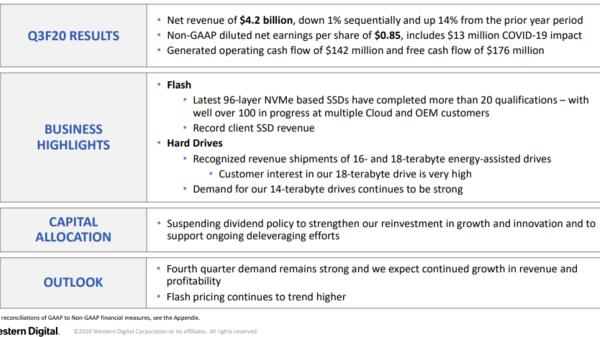 Q3F20 RESULTS
• Net revenue of $4.2 billion, down 1% sequentially and up 14% from the prior year period
• Non-GAAP diluted net earnings per share of $0.85, includes $13 million COVID-19 impact
• Generated operating cash flow of $142 million and free cash flow of $176 million
BUSINESS
HIGHLIGHTS
• Flash
• Latest 96-layer NVMe based SSDs have completed more than 20 qualifications – with
well over 100 in progress at multiple Cloud and OEM customers
• Record client SSD revenue
• Hard Drives
• Recognized revenue shipments of 16- and 18-terabyte energy-assisted drives
• Customer interest in our 18-terabyte drive is very high
• Demand for our 14-terabyte drives continues to be strong
CAPITAL
ALLOCATION
• Suspending dividend policy to strengthen our reinvestment in growth and innovation and to
support ongoing deleveraging efforts
OUTLOOK
• Fourth quarter demand remains strong and we expect continued growth in revenue and
profitability
• Flash pricing continues to trend higher
reconciliations of GAAP to Non-GAAP financial measures, see the Appendix.
estern Digital. ©2020 Western Digital Corporation or its affiliates. All rights reserved.